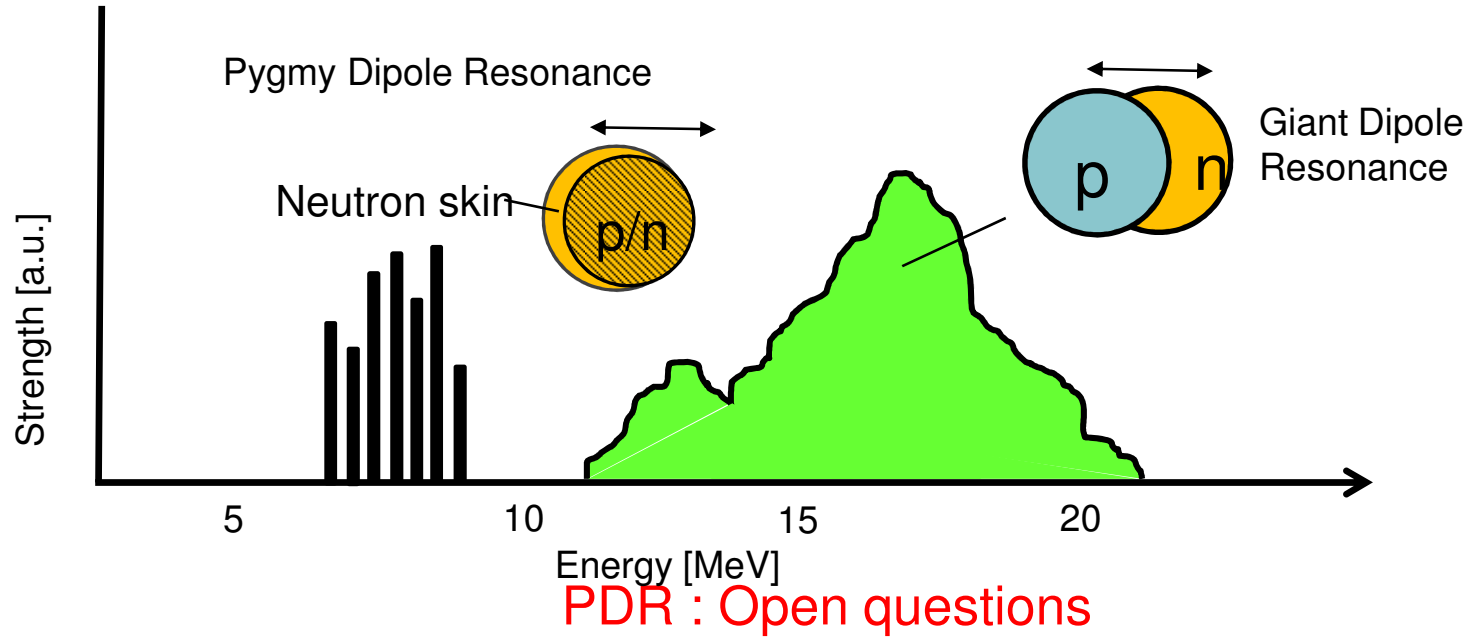 Pygmy Dipole Resonance
Giant Dipole
Resonance
Neutron skin
p/n
p
n
Strength [a.u.]
5
10
15
20
Energy [MeV]
PDR : Open questions